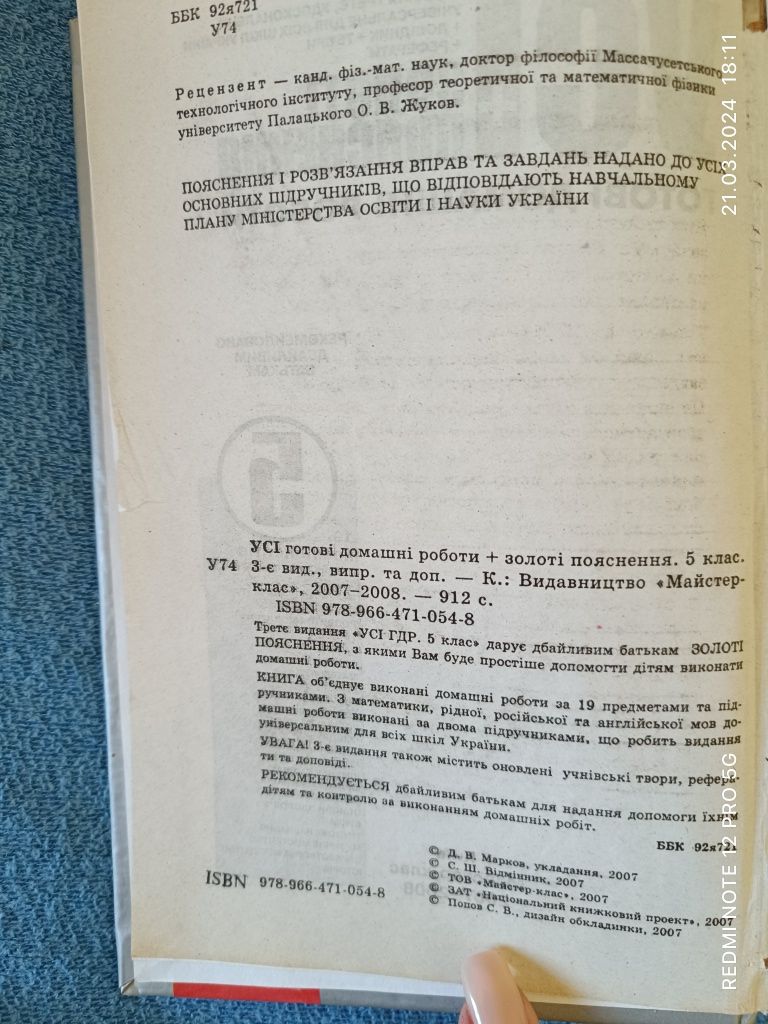 ББК 92я721
У74
Рецензент — канд. фіз.-мат. наук, доктор філософії Массачусетського
технологічного інституту, професор теоретичної та математичної фізики
університету Палацького О. В. Жуков.
ПОЯСНЕННЯ І РОЗВ'ЯЗАННЯ ВПРАВ ТА ЗАВДАНЬ НАДАНО ДО УСІХ
ОСНОВНИХ ПІДРУЧНИКІВ, ЩО ВІДПОВІДАЮТЬ НАВЧАЛЬНОМУ
ПЛАНУ МІНІСТЕРСТВА ОСВІТИ І НАУКИ УКРАЇНИ
УСІ готові домашні роботи + золоті пояснення. 5 клас.
У74 3-є вид., випр. та доп. — К.: Видавництво «Майстер-
клас», 2007-2008. — 912 с.
ISBN 978-966-471-054-8
Третє видання «УСІ ГДР. 5 клас» дарує дбайливим батькам ЗОЛОТІ
ПОЯСНЕННЯ, з якими Вам буде простіше допомогти дітям виконати
домашні роботи.
КНИГА об'єднує виконані домашні роботи за 19 предметами та під-
ручниками. З математики, рідної, російської та англійської мов до-
машні роботи виконані за двома підручниками, що робить видання
універсальним для всіх шкіл України.
УВАГА! 3-є видання також містить оновлені учнівські твори, рефера-
ти та доповіді.
РЕКОМЕНДУЄТЬСЯ дбайливим батькам для надання допомоги їхнім
дітям та контролю за виконанням домашніх робіт.
ББК 92я721
© Д. В. Марков, укладання, 2007
© С. Ш. Відмінник, 2007
© ТОВ «Майстер-клас», 2007
© ЗАТ «Національний книжковий проект», 2007
© Попов С. В., дизайн обкладинки, 2007
ISBN 978-966-471-054-8
REDMI NOTE 12 PRO 5G
21.03.2024 18:11